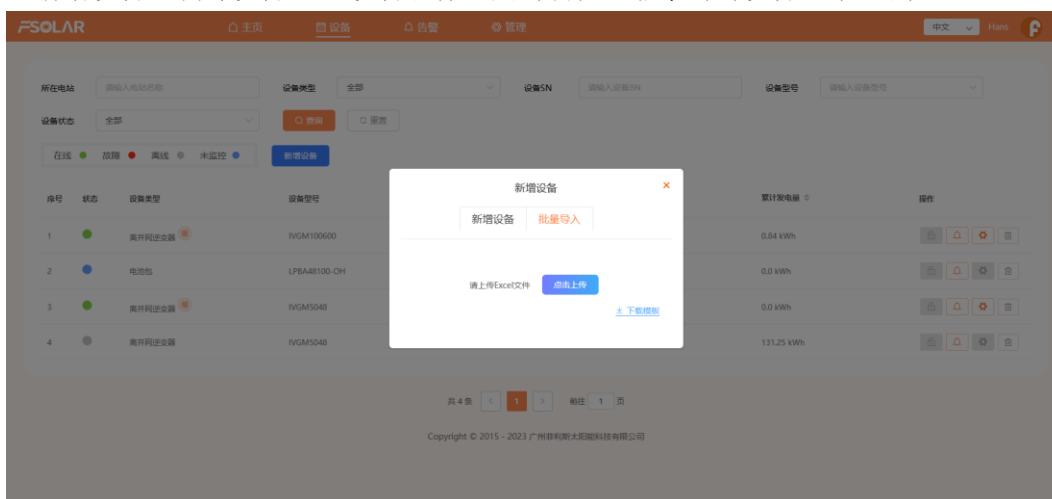 FSOLAR 主页 设备 告警 管理 中文 Hans
所在电站 请输入电站名称 设备类型 全部 设备SN 请输入设备SN 设备型号 请输入设备型号
设备状态 全部 查询 重置
在线 故障 离线 未监控 新增设备
新增设备
序号 状态 设备类型 设备型号 累计发电量 操作
新增设备 批量导入
1 离并网逆变器 IVGM100600 0.84 kWh
2 电池包 LPBA48100-OH 0.0 kWh
请上传Excel文件 点击上传
3 离并网逆变器 IVGM5048 0.0 kWh
下载模板
4 离并网逆变器 IVGM5048 131.25 kWh
共 4 条 < 1 > 前往 1 页
Copyright © 2015 - 2023 广州菲利斯太阳能科技有限公司